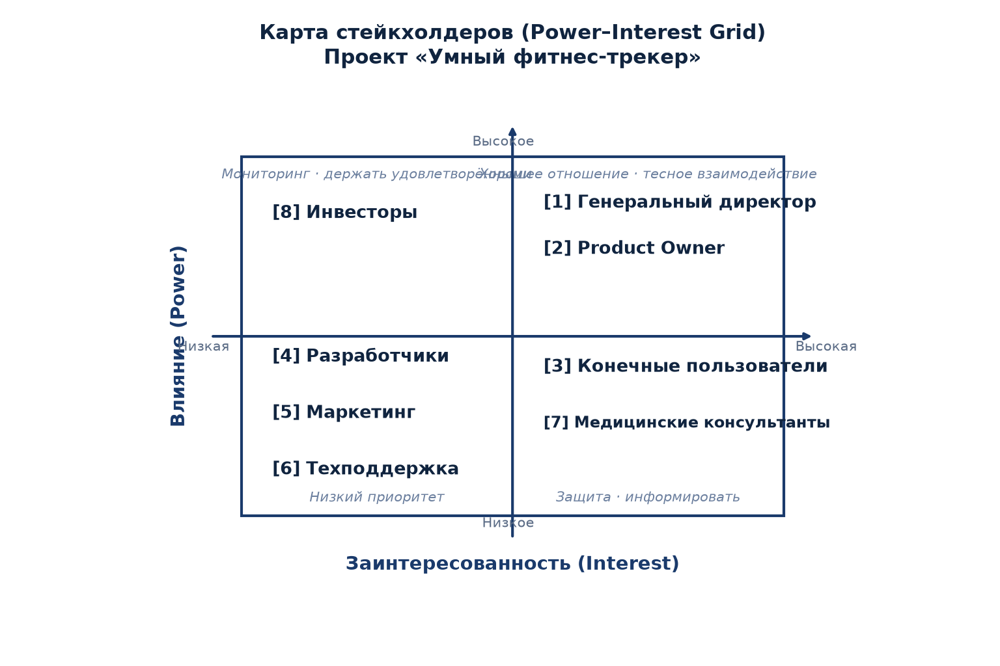 Карта стейкхолдеров (Power–Interest Grid)
Проект «Умный фитнес-трекер»
Высокое
Мониторинг · держать удовлетворёнными
Хорошее отношение · тесное взаимодействие
[8] Инвесторы
[1] Генеральный директор
[2] Product Owner
Влияние (Power)
Низкая
Высокая
[4] Разработчики
[5] Маркетинг
[6] Техподдержка
Низкий приоритет
[3] Конечные пользователи
[7] Медицинские консультанты
Защита · информировать
Низкое
Заинтересованность (Interest)